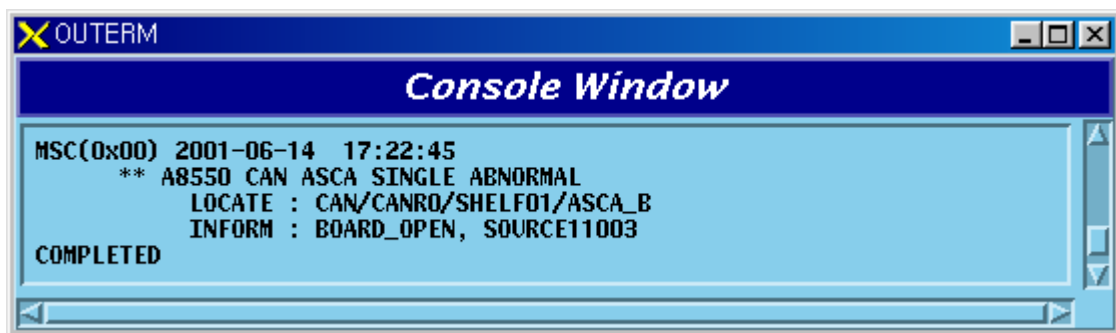 OUTERM
Console Window
MSC(0x00) 2001-06-14 17:22:45
** A8550 CAN ASCA SINGLE ABNORMAL
LOCATE : CAN/CANRO/SHELF01/ASCA_B
INFORM : BOARD_OPEN, SOURCE11003
COMPLETED